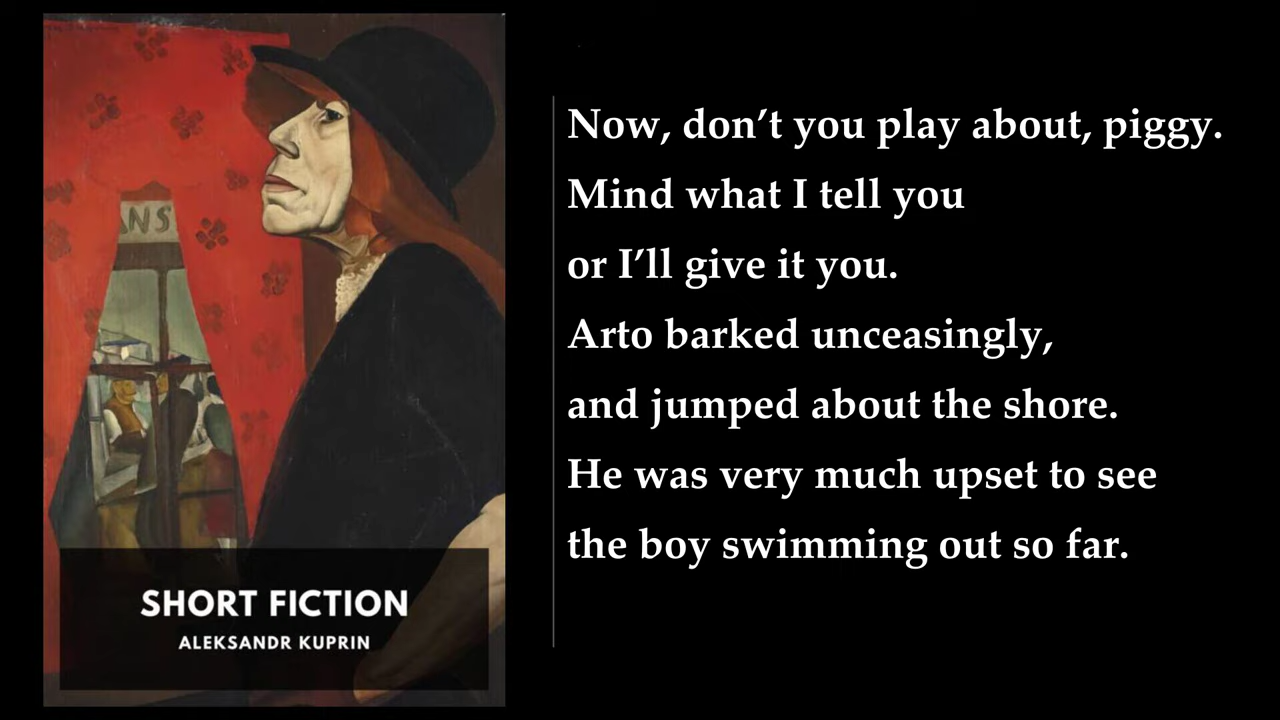 NS
SHORT FICTION
ALEKSANDR KUPRIN
Now, don’t you play about, piggy.
Mind what I tell you
or I’ll give it you.
Arto barked unceasingly,
and jumped about the shore.
He was very much upset to see
the boy swimming out so far.